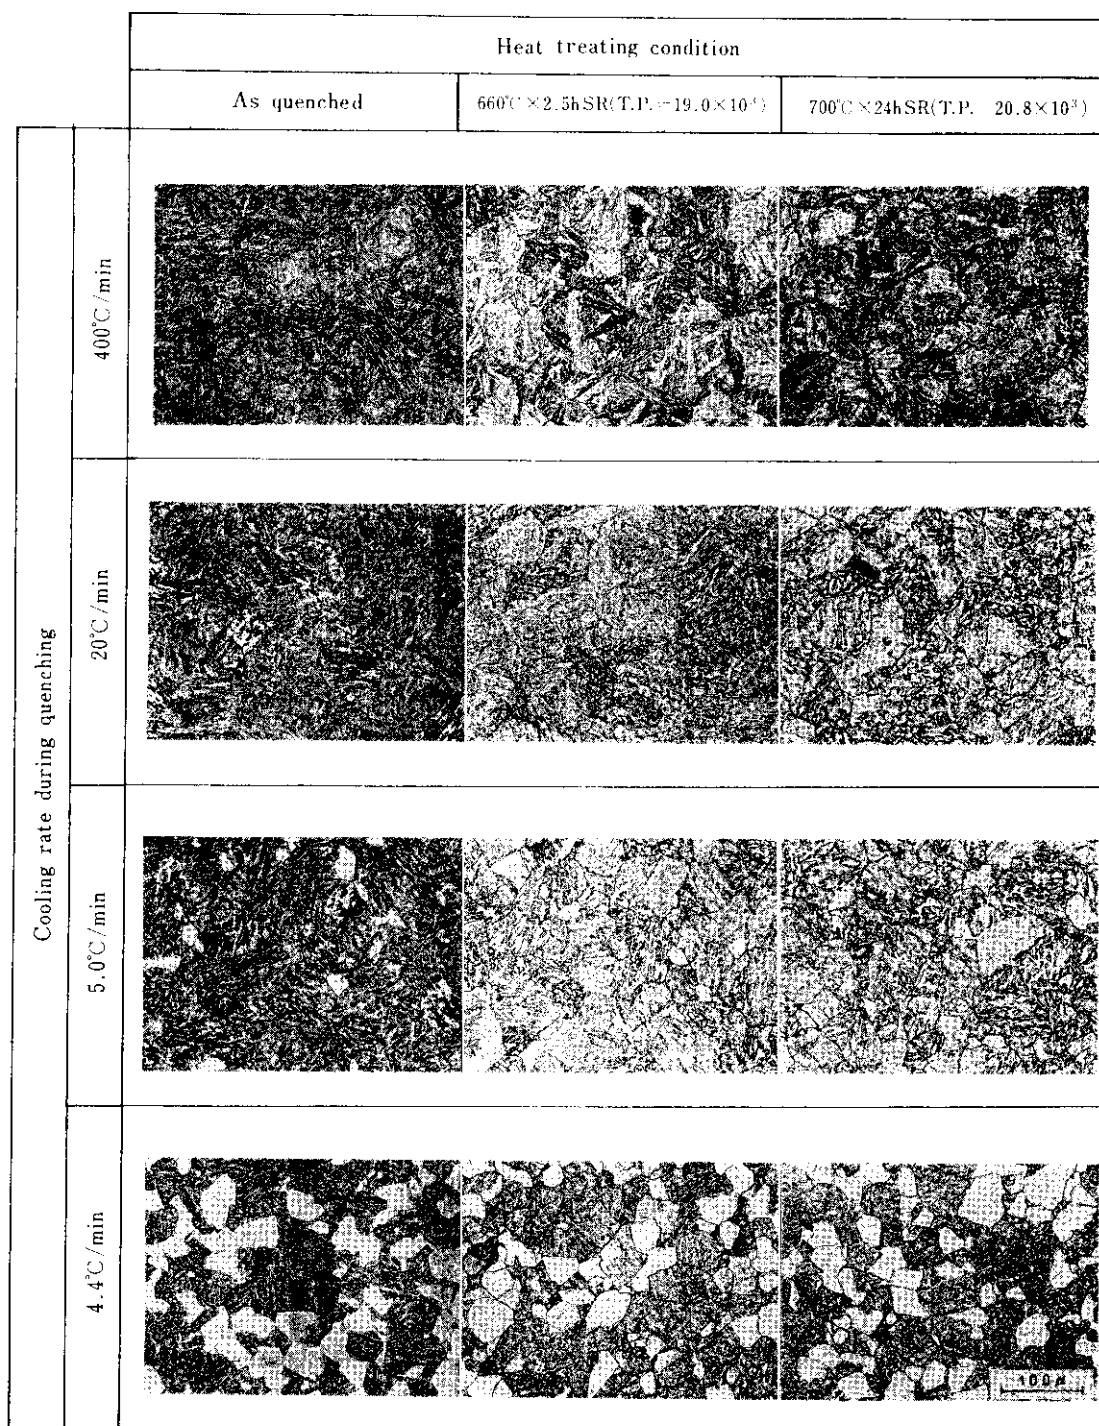 Heat treating condition
As quenched
660℃×2.5hSR(T.P.=19.0×10³)
700℃×24hSR(T.P. 20.8×10³)
Cooling rate during quenching
400℃/min
20℃/min
5.0℃/min
4.4℃/min
100μ